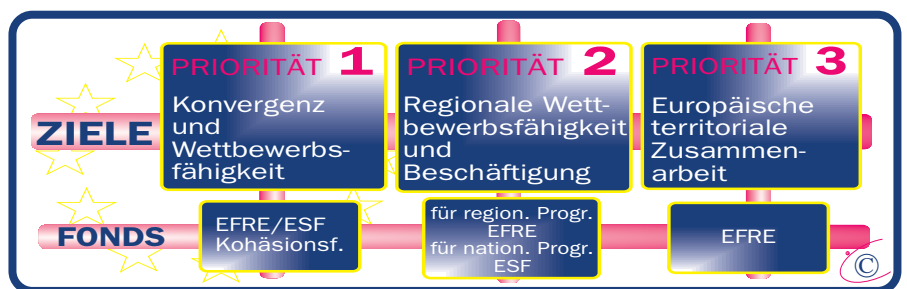 PRIORITÄT 1
Konvergenz
und
Wettbewerbs-
fähigkeit
PRIORITÄT 2
Regionale Wett-
bewerbsfähigkeit
und
Beschäftigung
PRIORITÄT 3
Europäische
territoriale
Zusammen-
arbeit
ZIELE
FONDS
EFRE/ESF
Kohäsionsf.
für region. Progr.
EFRE
für nation. Progr.
ESF
EFRE
©